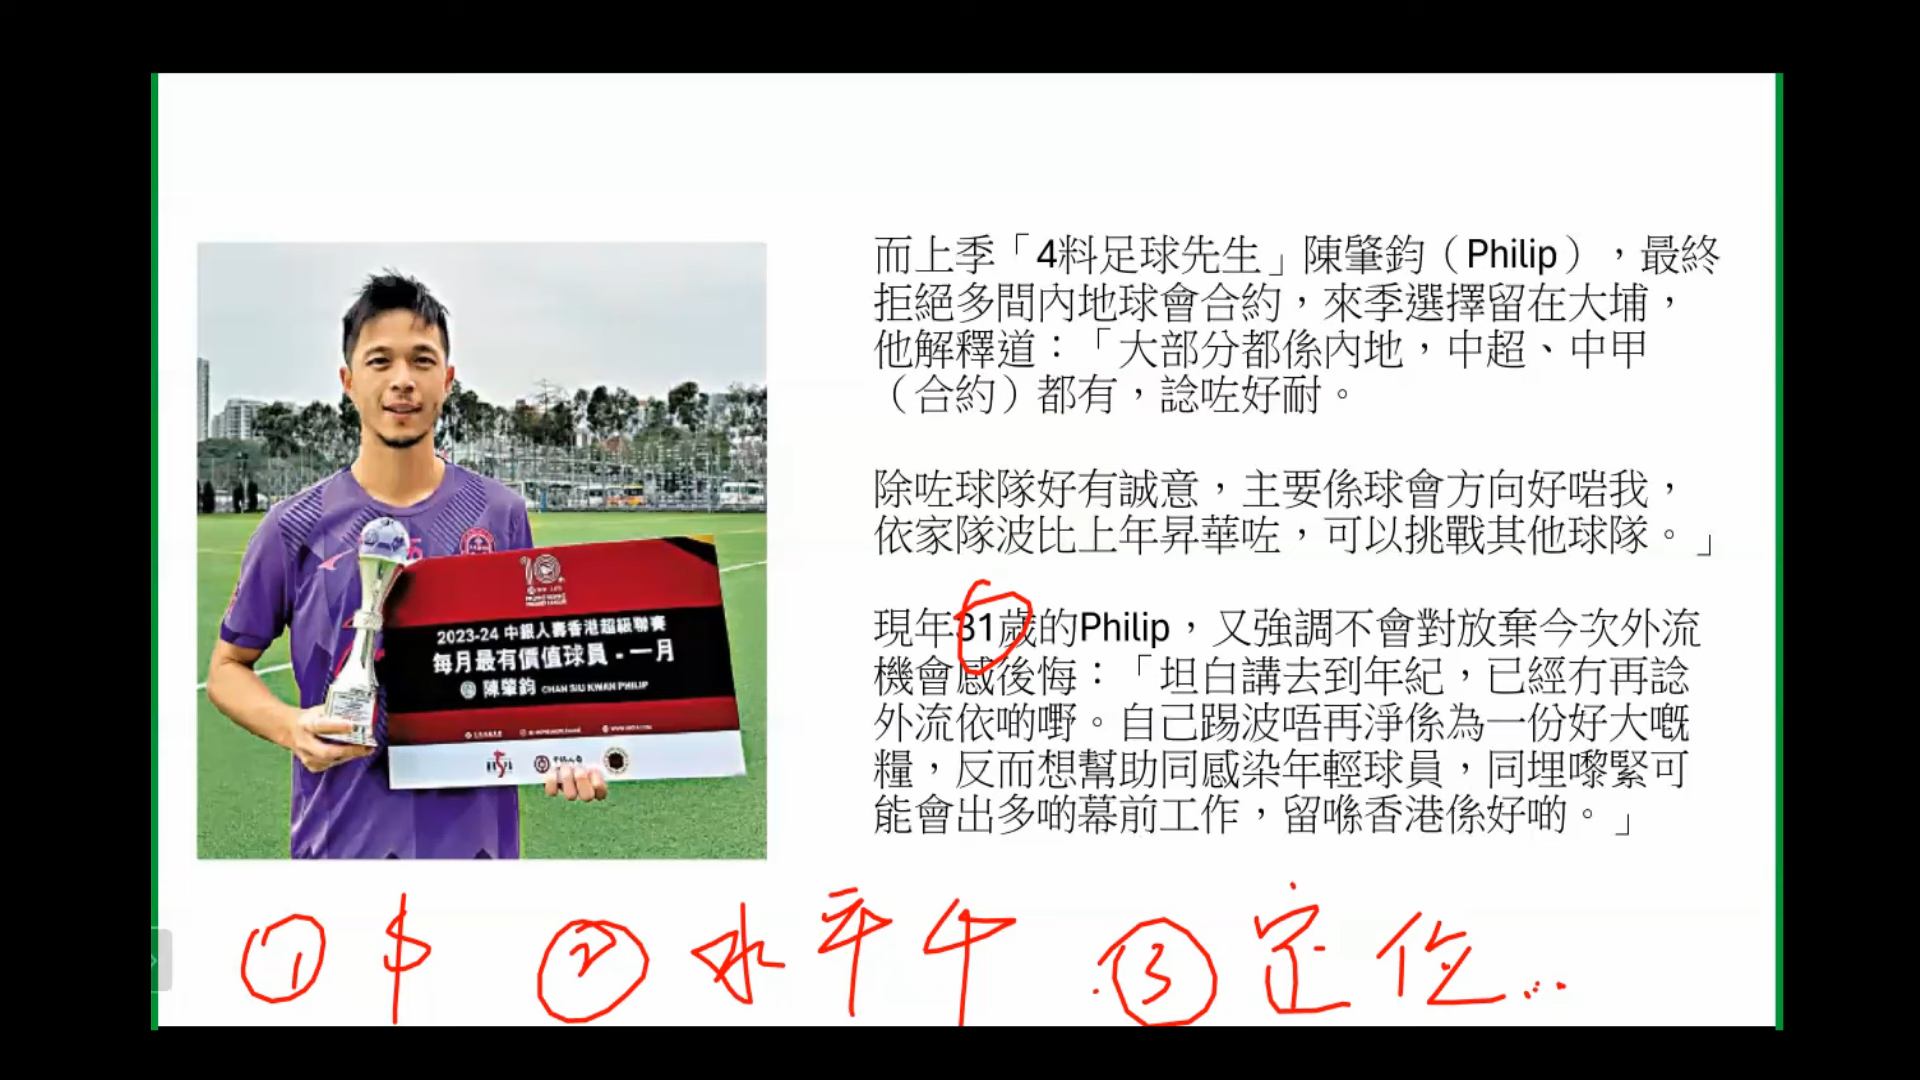 而上季「4料足球先生」陳肇鈞（Philip），最終
拒絕多間內地球會合約，來季選擇留在大埔，
他解釋道：「大部分都係內地，中超、中甲
（合約）都有，諗咗好耐。
除咗球隊好有誠意，主要係球會方向好啱我，
依家隊波比上年昇華咗，可以挑戰其他球隊。」
現年31歲的Philip，又強調不會對放棄今次外流
機會感後悔：「坦白講去到年紀，已經冇再諗
外流依啲嘢。自己踢波唔再淨係為一份好大嘅
糧，反而想幫助同感染年輕球員，同埋嚟緊可
能會出多啲幕前工作，留喺香港係好啲。」
2023-24 中銀人壽香港超級聯賽
每月最有價值球員 - 一月
陳肇鈞 CHAN SIU KWAN PHILIP
① $ ② 水平 ③ 定位...